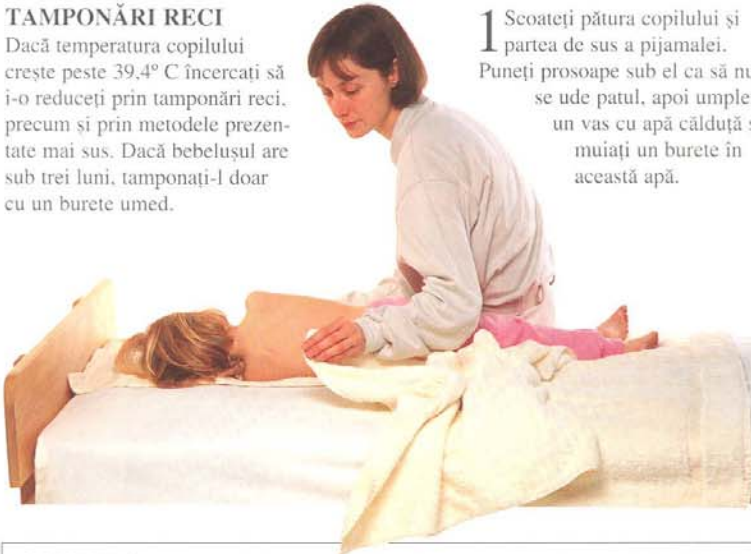 TAMPONĂRI RECI
Dacă temperatura copilului
crește peste 39.4º C încercați să
i-o reduceți prin tamponări reci,
precum și prin metodele prezen-
tate mai sus. Dacă bebelușul are
sub trei luni, tamponați-l doar
cu un burete umed.
1 Scoateți pătura copilului și
partea de sus a pijamalei.
Puneți prosoape sub el ca să nu
se ude patul, apoi umple
un vas cu apă călduță
muiați un burete în
această apă.